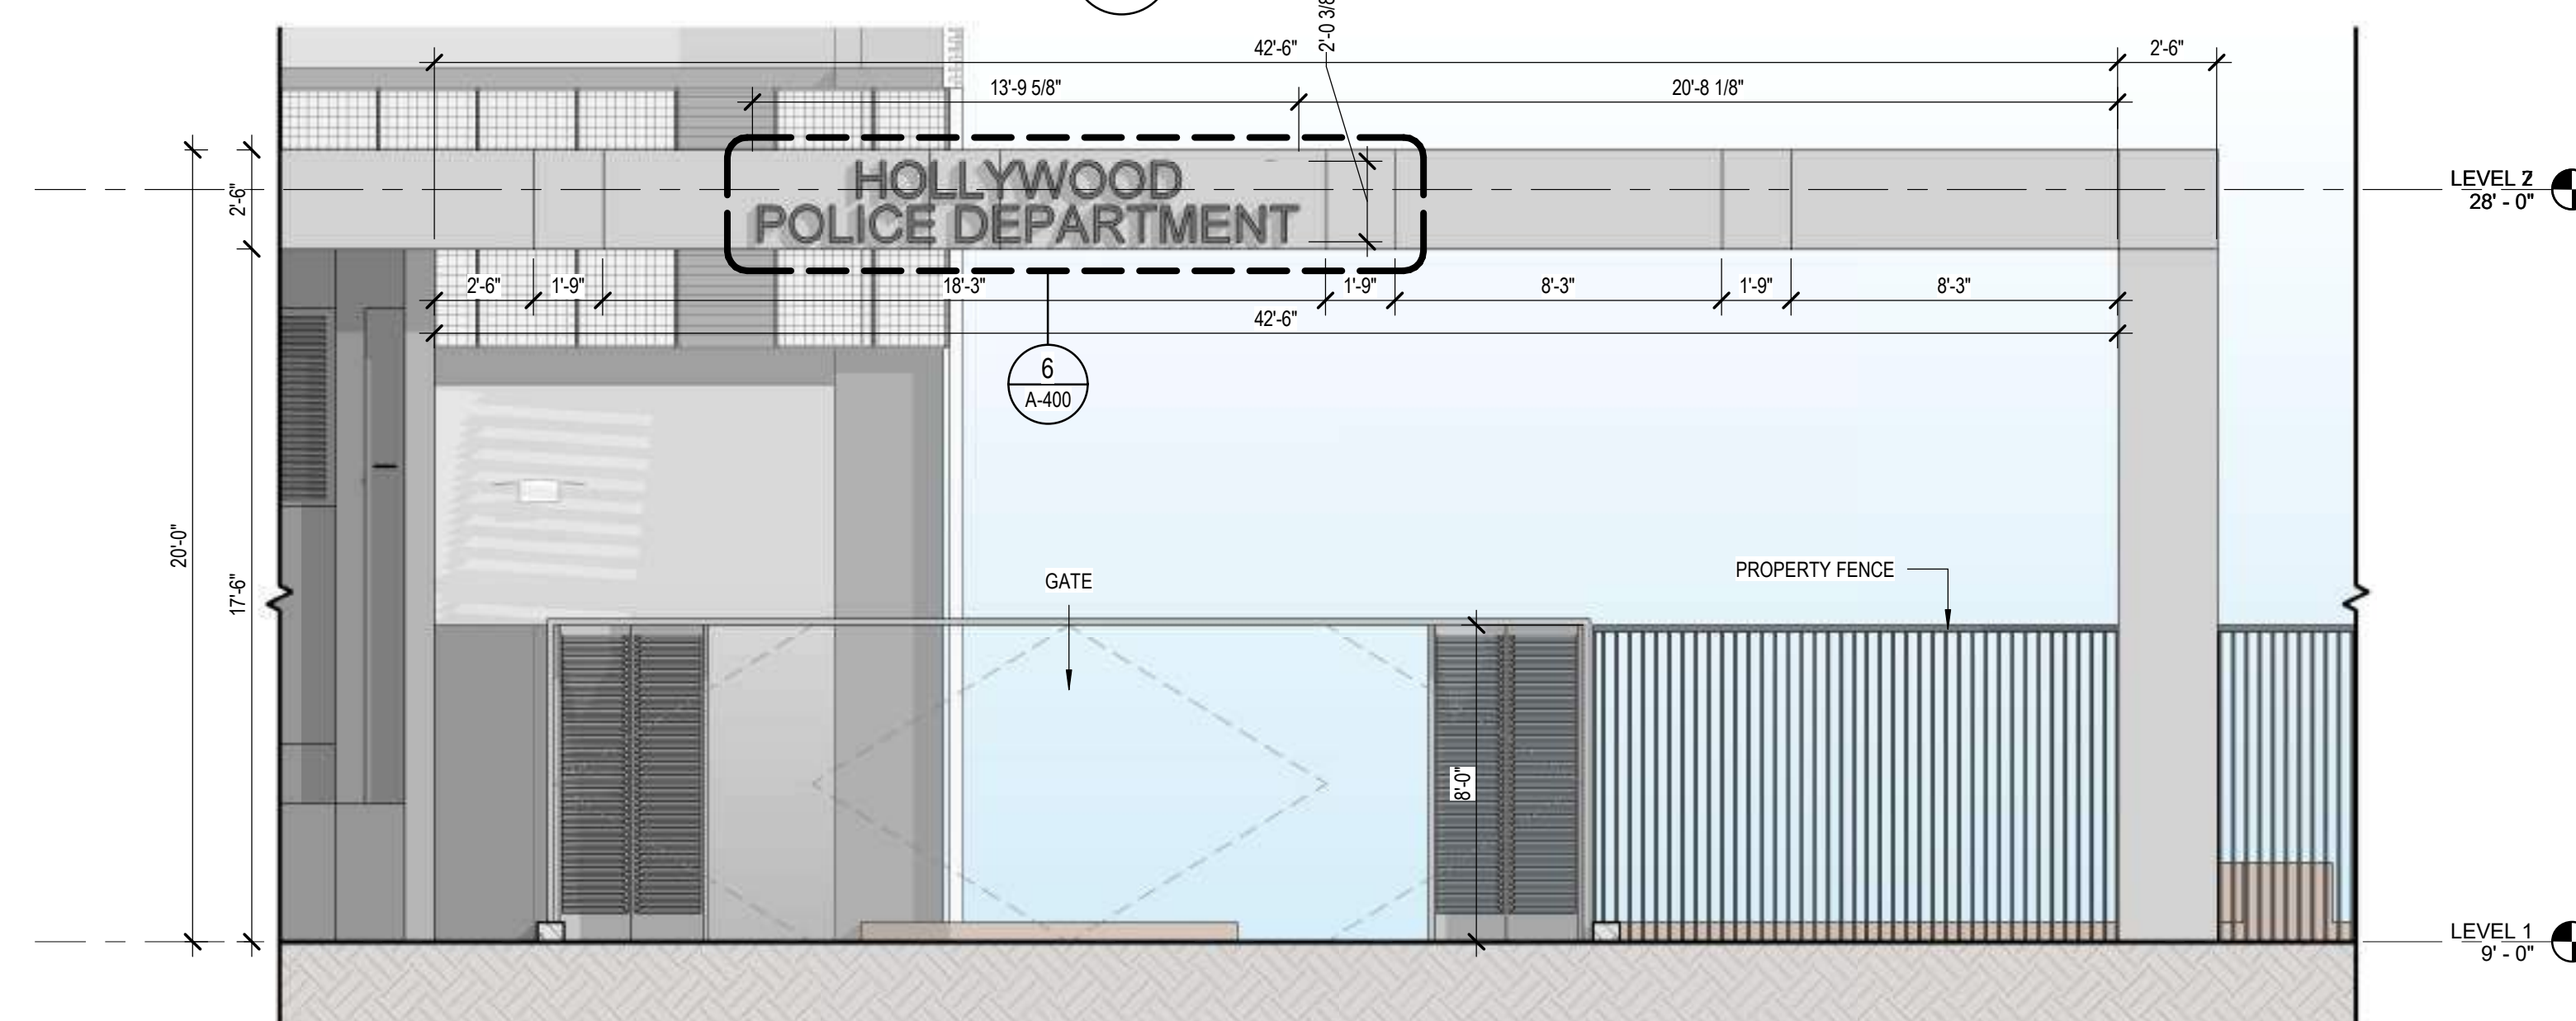 2'-0 3/8
42'-6"
2'-6"
13'-9 5/8"
20'-8 1/8"
HOLLYWOOD
POLICE DEPARTMENT
LEVEL 2
28' - 0"
2'-6"
2'-6"
1'-9"
18'-3"
1'-9"
8'-3"
1'-9"
8'-3"
42'-6"
6
A-400
20'-0"
17'-6"
GATE
PROPERTY FENCE
8'-0"
LEVEL 1
9' - 0"